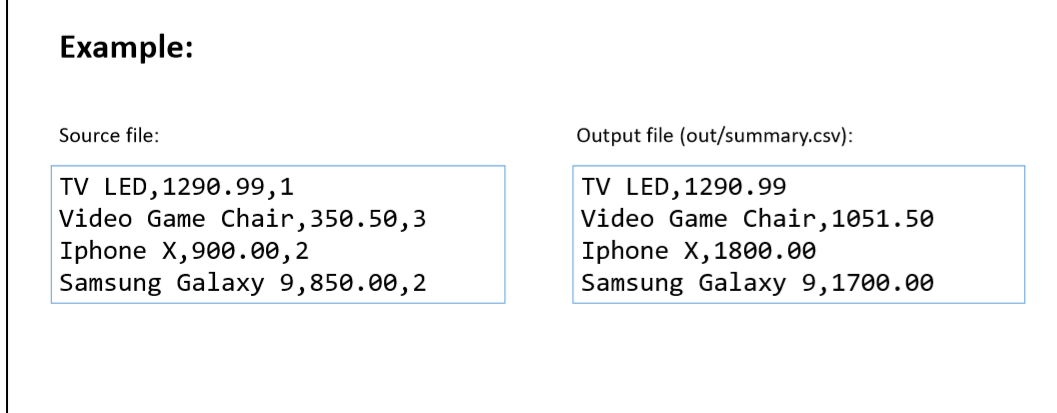 Example:
Source file:
TV LED,1290.99,1
Video Game Chair,350.50,3
Iphone X,900.00,2
Samsung Galaxy 9,850.00,2
Output file (out/summary.csv):
TV LED,1290.99
Video Game Chair,1051.50
Iphone X,1800.00
Samsung Galaxy 9,1700.00